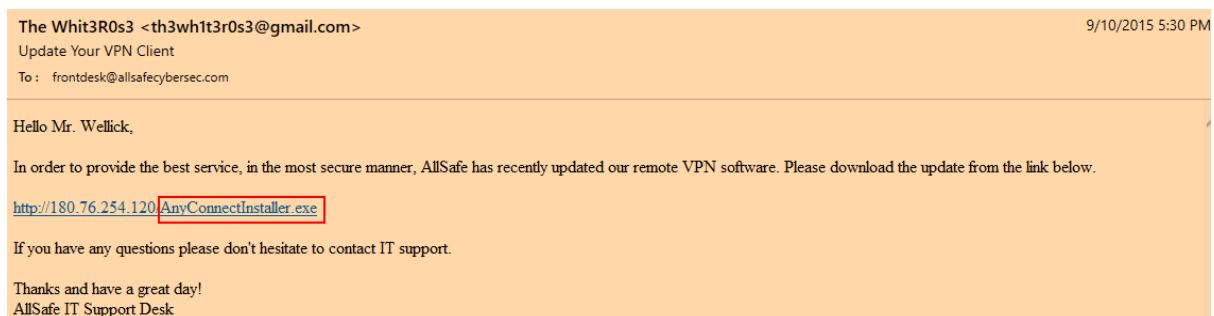 The Whit3R0s3 <th3wh1t3r0s3@gmail.com> 9/10/2015 5:30 PM
Update Your VPN Client
To : frontdesk@allsafecybersec.com
Hello Mr. Wellick,
In order to provide the best service, in the most secure manner, AllSafe has recently updated our remote VPN software. Please download the update from the link below.
http://180.76.254.120/AnyConnectInstaller.exe
If you have any questions please don't hesitate to contact IT support.
Thanks and have a great day!
AllSafe IT Support Desk